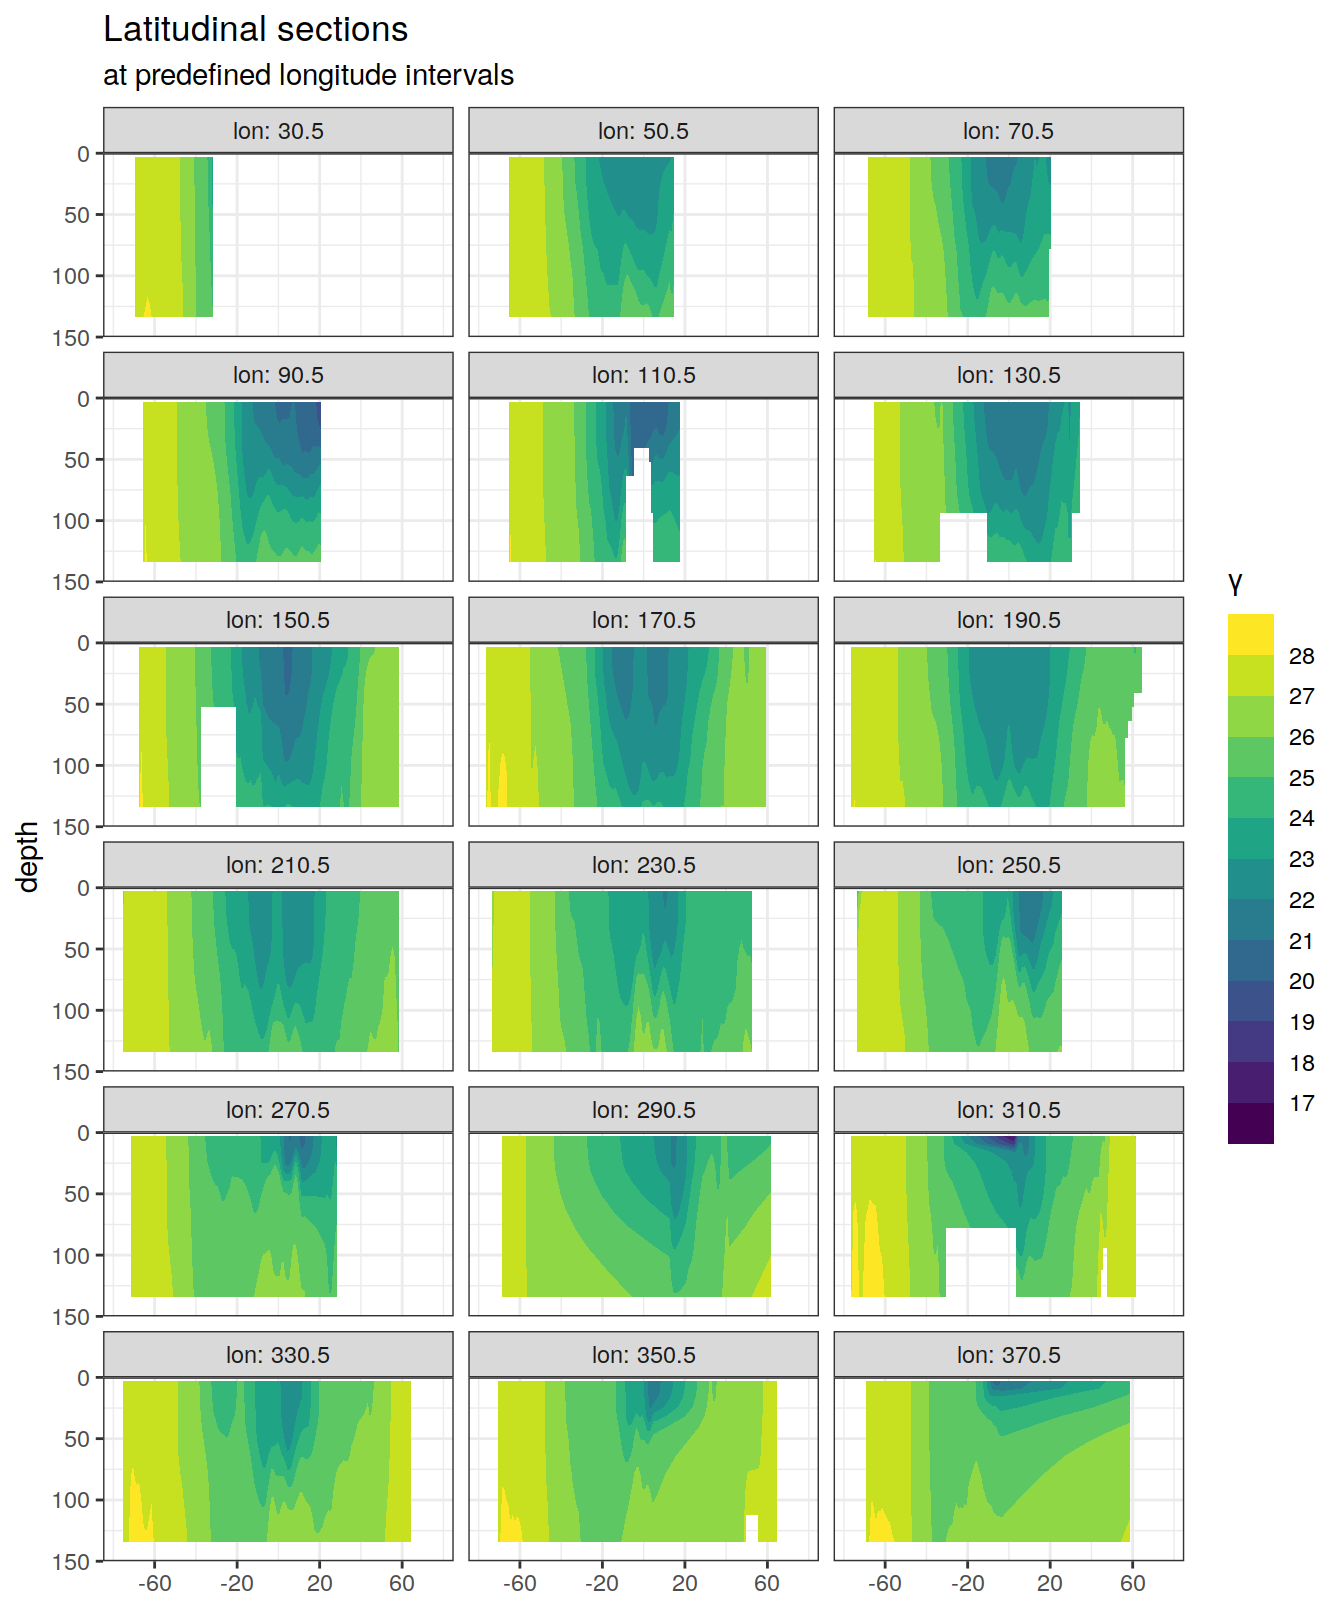 Latitudinal sections
at predefined longitude intervals
lon: 30.5
lon: 50.5
lon: 70.5
0
50
100
150
lon: 90.5
lon: 110.5
lon: 130.5
0
50
100
150
lon: 150.5
lon: 170.5
lon: 190.5
0
50
100
150
lon: 210.5
lon: 230.5
lon: 250.5
0
50
100
150
lon: 270.5
lon: 290.5
lon: 310.5
0
50
100
150
lon: 330.5
lon: 350.5
lon: 370.5
0
50
100
150
-60 -20 20 60
-60 -20 20 60
-60 -20 20 60
depth
γ
28
27
26
25
24
23
22
21
20
19
18
17